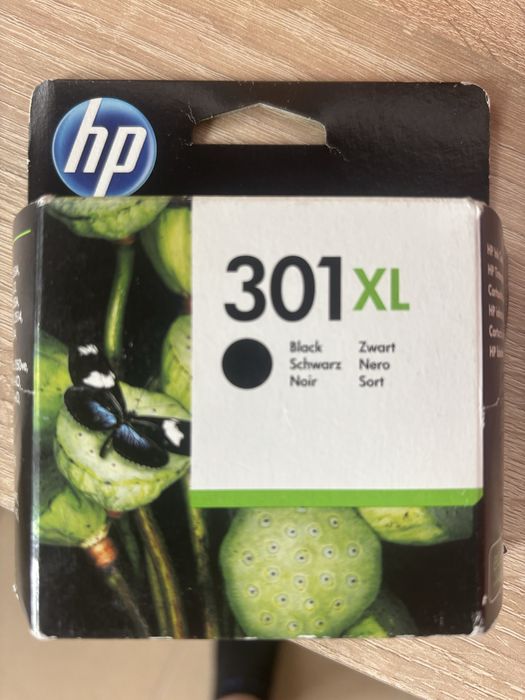 hp
301XL
Black Zwart
Schwarz Nero
Noir Sort